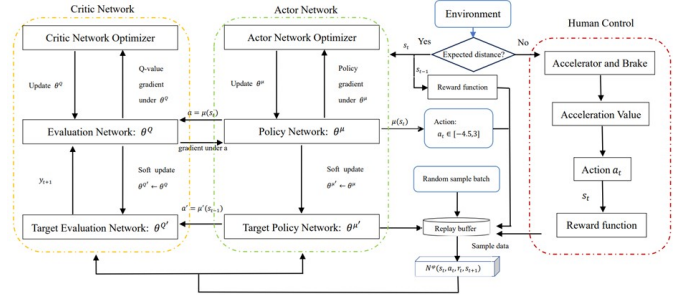 Critic Network
Actor Network
Environment
Human Control
Critic Network Optimizer
Actor Network Optimizer
s_t
Yes
Expected distance?
No
Accelerator and Brake
Update θ^Q
Q-value
gradient
under θ^Q
Update θ^μ
Policy
gradient
under θ^μ
s_{t−1}
Reward function
Acceleration Value
a = μ(s_t)
Evaluation Network: θ^Q
Policy Network: θ^μ
μ(s_t)
Action:
a_t ∈ [−4.5,3]
gradient under a
Action a_t
y_{t+1}
Soft update
θ^{Q′} ← θ^Q
Soft update
θ^{μ′} ← θ^μ
Random sample batch
s_t
a′ = μ′(s_{t−1})
Target Evaluation Network: θ^{Q′}
Target Policy Network: θ^{μ′}
Replay buffer
Reward function
Sample data
N*(s_t, a_t, r_t, s_{t+1})